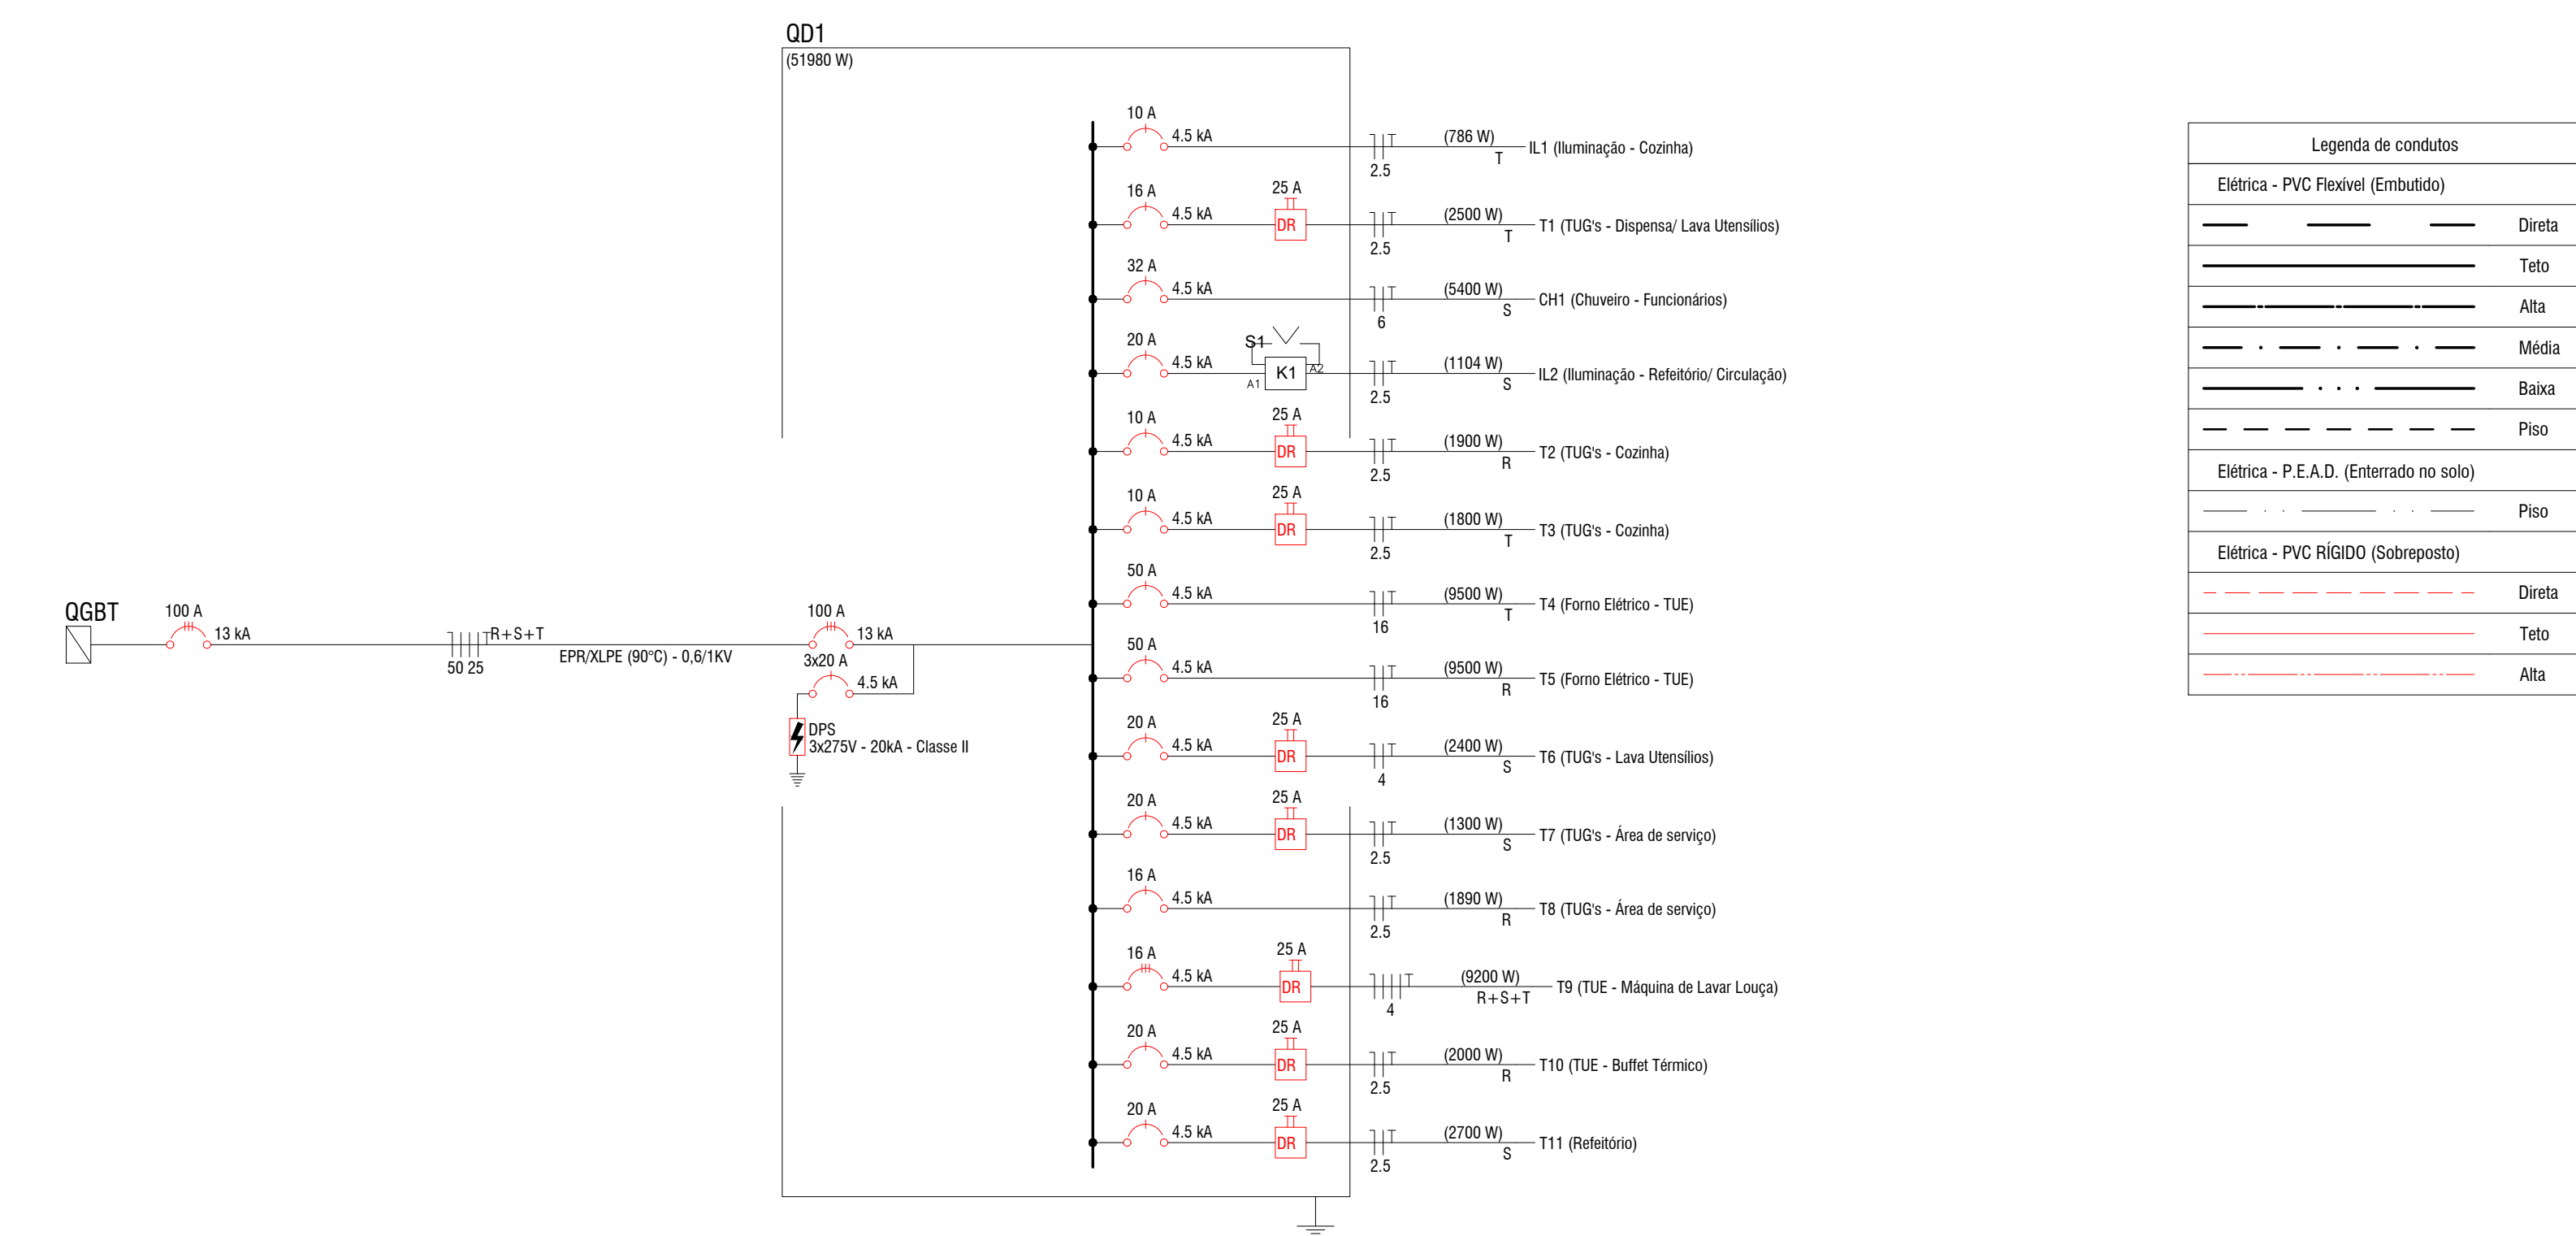 QD1
(51980 W)
10 A
4.5 kA
2.5
(786 W)
T
IL1 (Iluminação - Cozinha)
16 A
4.5 kA
25 A
DR
2.5
(2500 W)
T
T1 (TUG's - Dispensa/ Lava Utensílios)
32 A
4.5 kA
6
(5400 W)
S
CH1 (Chuveiro - Funcionários)
20 A
4.5 kA
S1
A1
K1
A2
2.5
(1104 W)
S
IL2 (Iluminação - Refeitório/ Circulação)
10 A
4.5 kA
25 A
DR
2.5
(1900 W)
R
T2 (TUG's - Cozinha)
10 A
4.5 kA
25 A
DR
2.5
(1800 W)
T
T3 (TUG's - Cozinha)
50 A
4.5 kA
16
(9500 W)
T
T4 (Forno Elétrico - TUE)
QGBT
100 A
13 kA
R+S+T
50 25
EPR/XLPE (90°C) - 0,6/1KV
100 A
13 kA
3x20 A
4.5 kA
DPS
3x275V - 20kA - Classe II
50 A
4.5 kA
16
(9500 W)
R
T5 (Forno Elétrico - TUE)
20 A
4.5 kA
25 A
DR
4
(2400 W)
S
T6 (TUG's - Lava Utensílios)
20 A
4.5 kA
25 A
DR
2.5
(1300 W)
S
T7 (TUG's - Área de serviço)
16 A
4.5 kA
2.5
(1890 W)
R
T8 (TUG's - Área de serviço)
16 A
4.5 kA
25 A
DR
4
(9200 W)
R+S+T
T9 (TUE - Máquina de Lavar Louça)
20 A
4.5 kA
25 A
DR
2.5
(2000 W)
R
T10 (TUE - Buffet Térmico)
20 A
4.5 kA
25 A
DR
2.5
(2700 W)
S
T11 (Refeitório)
Legenda de condutos
Elétrica - PVC Flexível (Embutido)
Direta
Teto
Alta
Média
Baixa
Piso
Elétrica - P.E.A.D. (Enterrado no solo)
Piso
Elétrica - PVC RÍGIDO (Sobreposto)
Direta
Teto
Alta